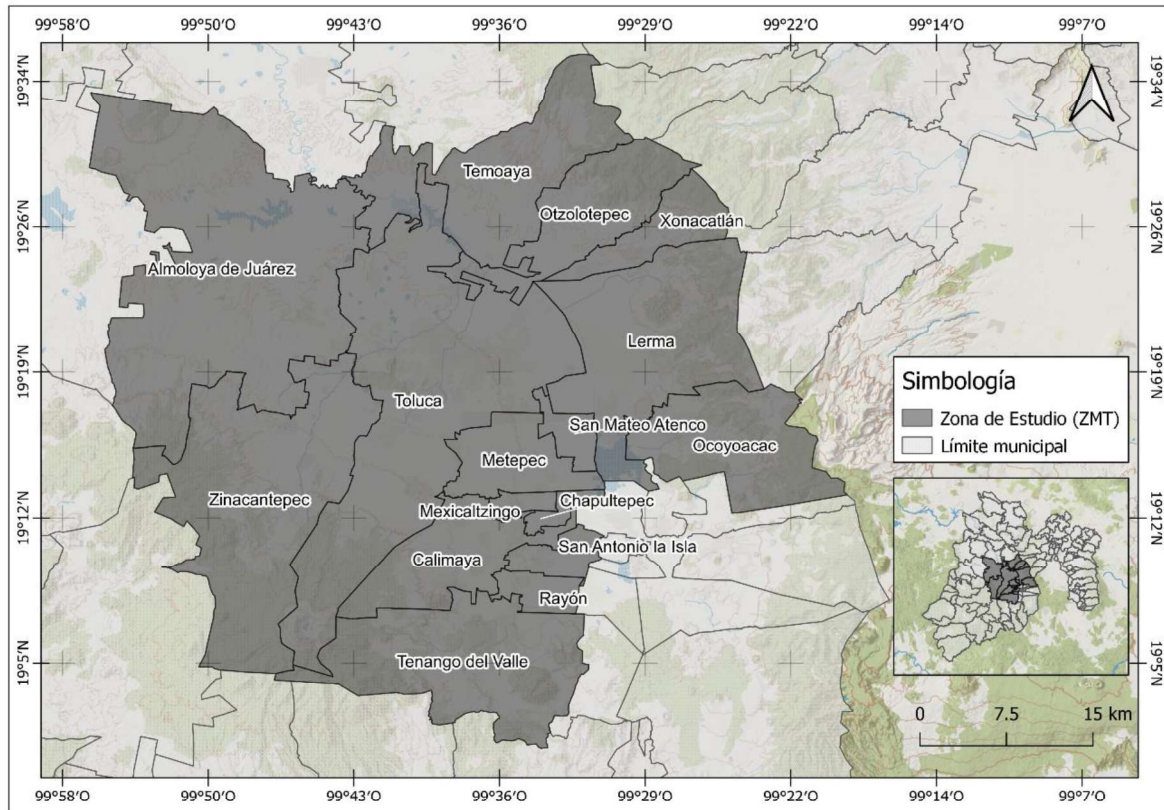 99°58'O 99°50'O 99°43'O 99°36'O 99°29'O 99°22'O 99°14'O 99°7'O
19°34'N 19°34'N
Temoaya
Otzolotepec
Xonacatlán
19°26'N 19°26'N
Almoloya de Juárez
Lerma
19°19'N 19°19'N
Simbología
Zona de Estudio (ZMT)
Límite municipal
Toluca
San Mateo Atenco
Ocoyoacac
Metepec
Zinacantepec
Chapultepec
Mexicaltzingo
19°12'N 19°12'N
San Antonio la Isla
Calimaya
Rayón
Tenango del Valle
19°5'N 19°5'N
0 7.5 15 km
99°58'O 99°50'O 99°43'O 99°36'O 99°29'O 99°22'O 99°14'O 99°7'O